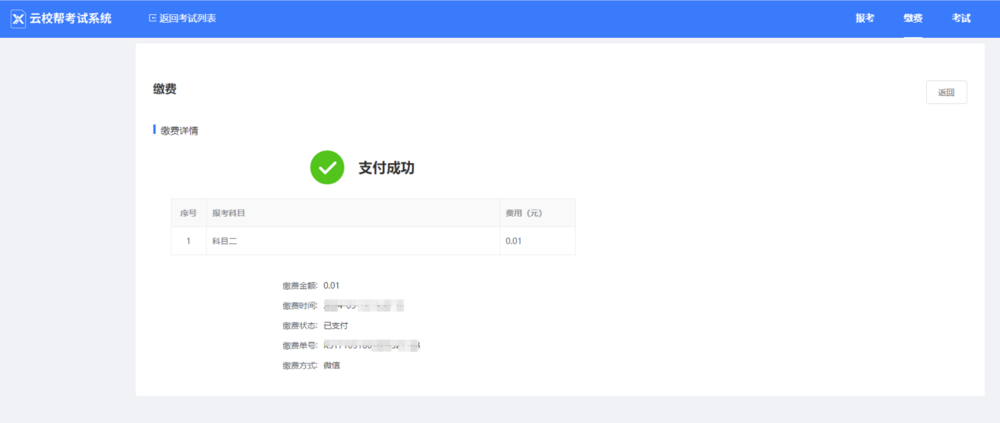 云校帮考试系统 返回考试列表 报考 缴费 考试
缴费 返回
缴费详情
支付成功
序号 报考科目 费用（元）
1 科目二 0.01
缴费金额: 0.01
缴费时间:
缴费状态: 已支付
缴费单号:
缴费方式: 微信